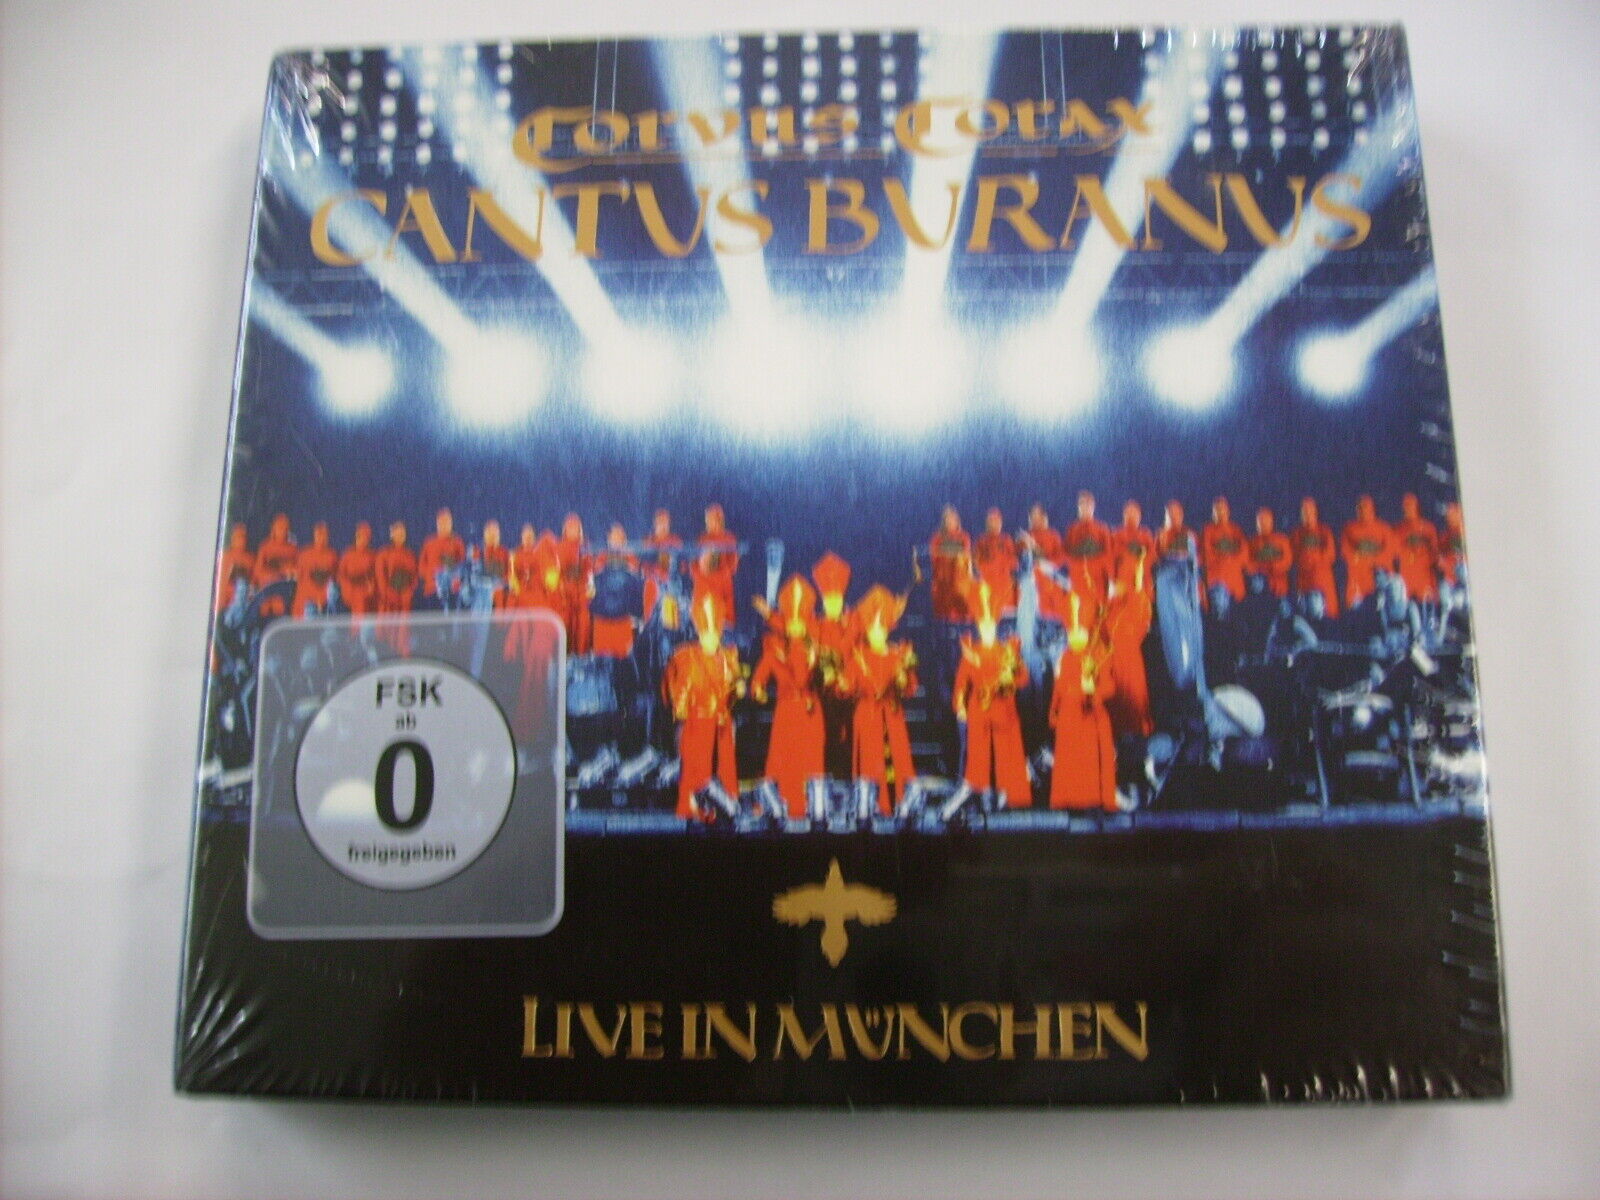 Corvus Corax
CANTUS BURANUS
FSK
ab
0
freigegeben
LIVE IN MÜNCHEN